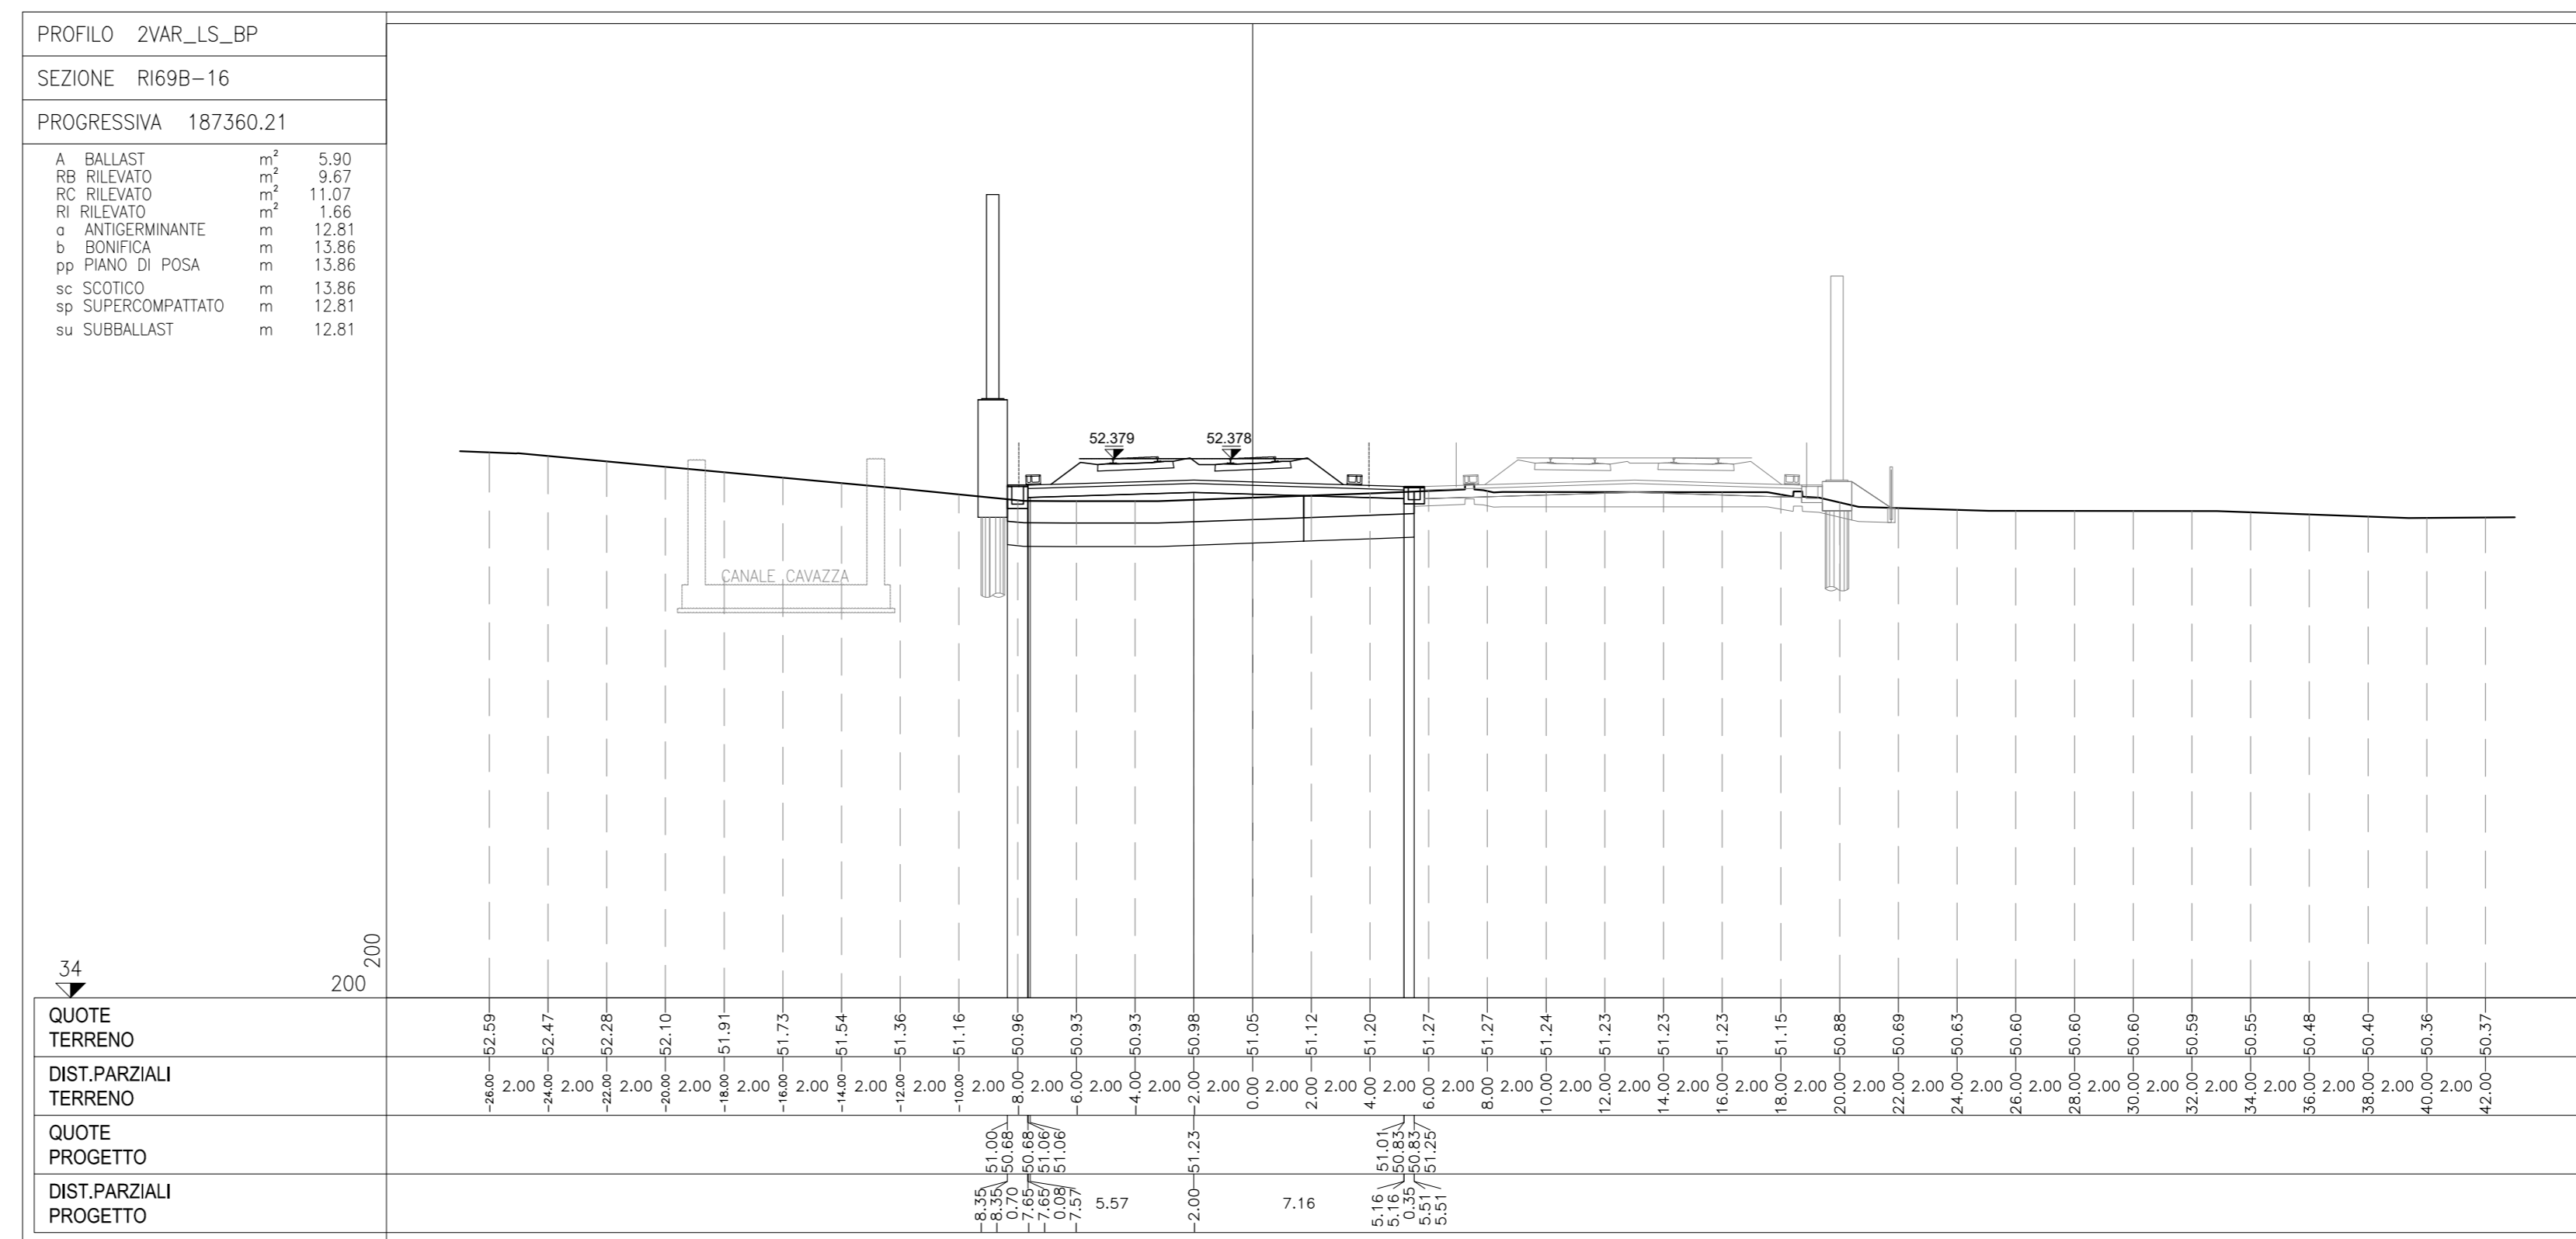 PROFILO 2VAR_LS_BP
SEZIONE RI69B-16
PROGRESSIVA 187360.21
A BALLAST m² 5.90
RB RILEVATO m² 9.67
RC RILEVATO m² 11.07
RI RILEVATO m² 1.66
a ANTIGERMINANTE m 12.81
b BONIFICA m 13.86
pp PIANO DI POSA m 13.86
sc SCOTICO m 13.86
sp SUPERCOMPATTATO m 12.81
su SUBBALLAST m 12.81
52.379 52.378
CANALE CAVAZZA
34
200
200
QUOTE
TERRENO
52.59 52.47 52.28 52.10 51.91 51.73 51.54 51.36 51.16 50.96 50.93 50.93 50.98 51.05 51.12 51.20 51.27 51.27 51.24 51.23 51.23 51.23 51.15 50.88 50.69 50.63 50.60 50.60 50.60 50.59 50.55 50.48 50.40 50.36 50.37
DIST.PARZIALI
TERRENO
-26.00 2.00 -24.00 2.00 -22.00 2.00 -20.00 2.00 -18.00 2.00 -16.00 2.00 -14.00 2.00 -12.00 2.00 -10.00 2.00 -8.00 2.00 -6.00 2.00 -4.00 2.00 -2.00 2.00 0.00 2.00 2.00 2.00 4.00 2.00 6.00 2.00 8.00 2.00 10.00 2.00 12.00 2.00 14.00 2.00 16.00 2.00 18.00 2.00 20.00 2.00 22.00 2.00 24.00 2.00 26.00 2.00 28.00 2.00 30.00 2.00 32.00 2.00 34.00 2.00 36.00 2.00 38.00 2.00 40.00 2.00 42.00
QUOTE
PROGETTO
51.00 50.68 50.68 51.06 51.06 51.23 51.01 50.83 50.83 51.25
DIST.PARZIALI
PROGETTO
-8.35 -8.35 0.70 -7.65 -7.65 0.08 -7.57 5.57 -2.00 7.16 5.16 5.16 0.35 5.51 5.51